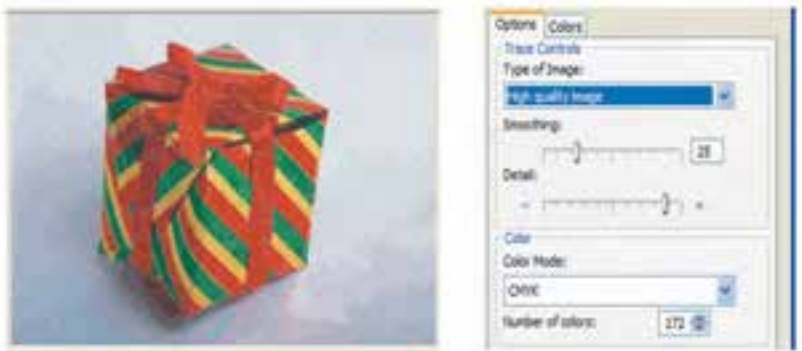 Options Colors
Trace Controls
Type of Image:
High quality image
Smoothing:
25
Detail:
- +
Color
Color Mode:
CMYK
Number of colors: 172